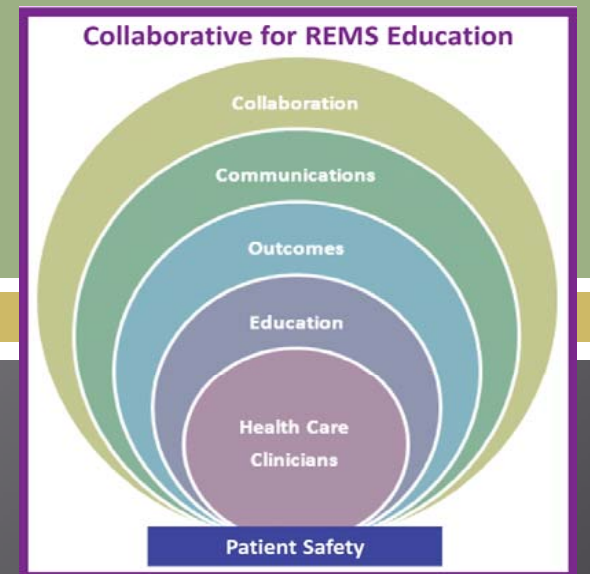 Collaborative for REMS Education
Collaboration
Communications
Outcomes
Education
Health Care
Clinicians
Patient Safety